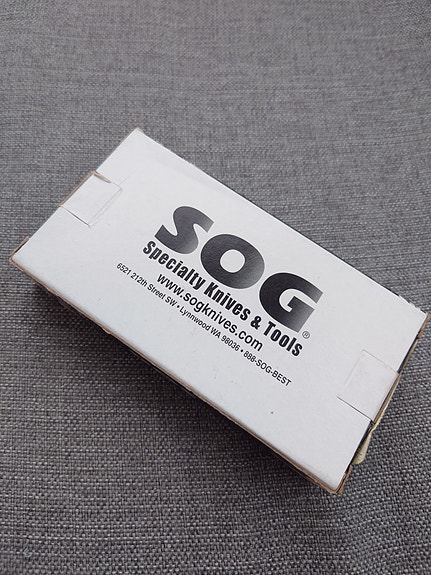 SOG®
Specialty Knives & Tools
www.sogknives.com
6521 212th Street SW • Lynnwood WA 98036 • 888-SOG-BEST